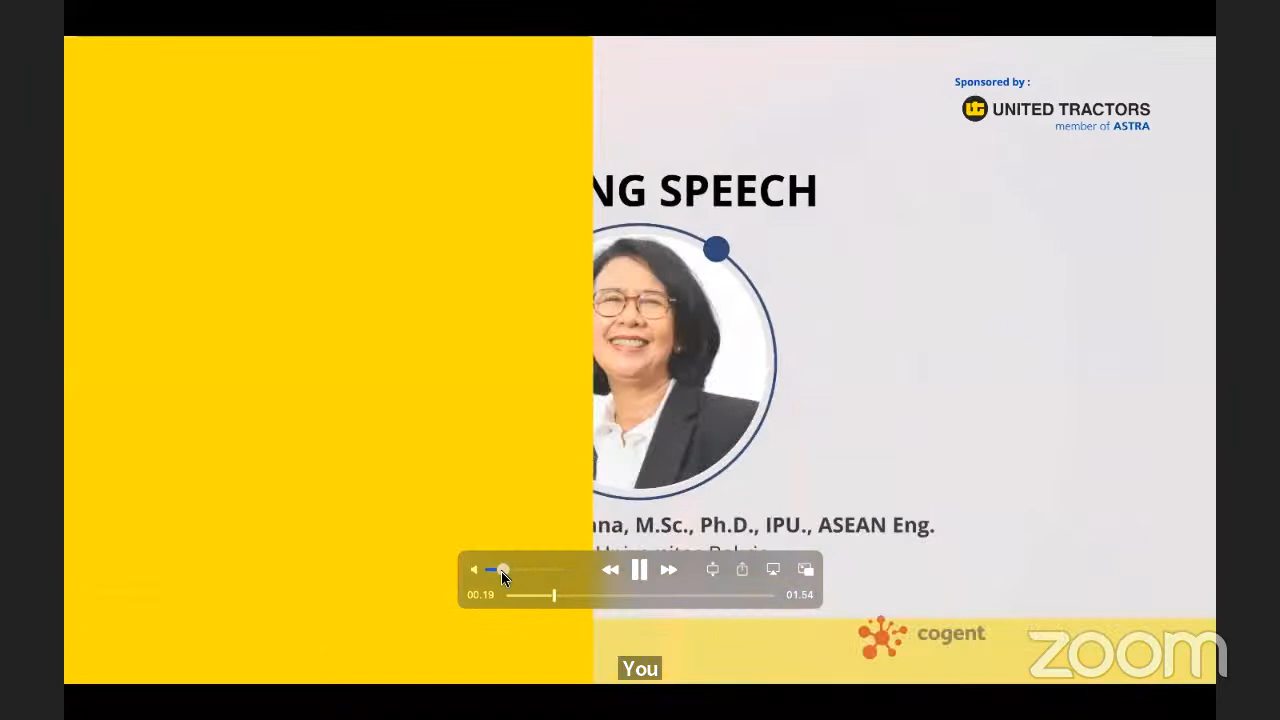 Sponsored by :
UNITED TRACTORS
member of ASTRA
NG SPEECH
ana, M.Sc., Ph.D., IPU., ASEAN Eng.
00.19
01.54
cogent
zoom
You